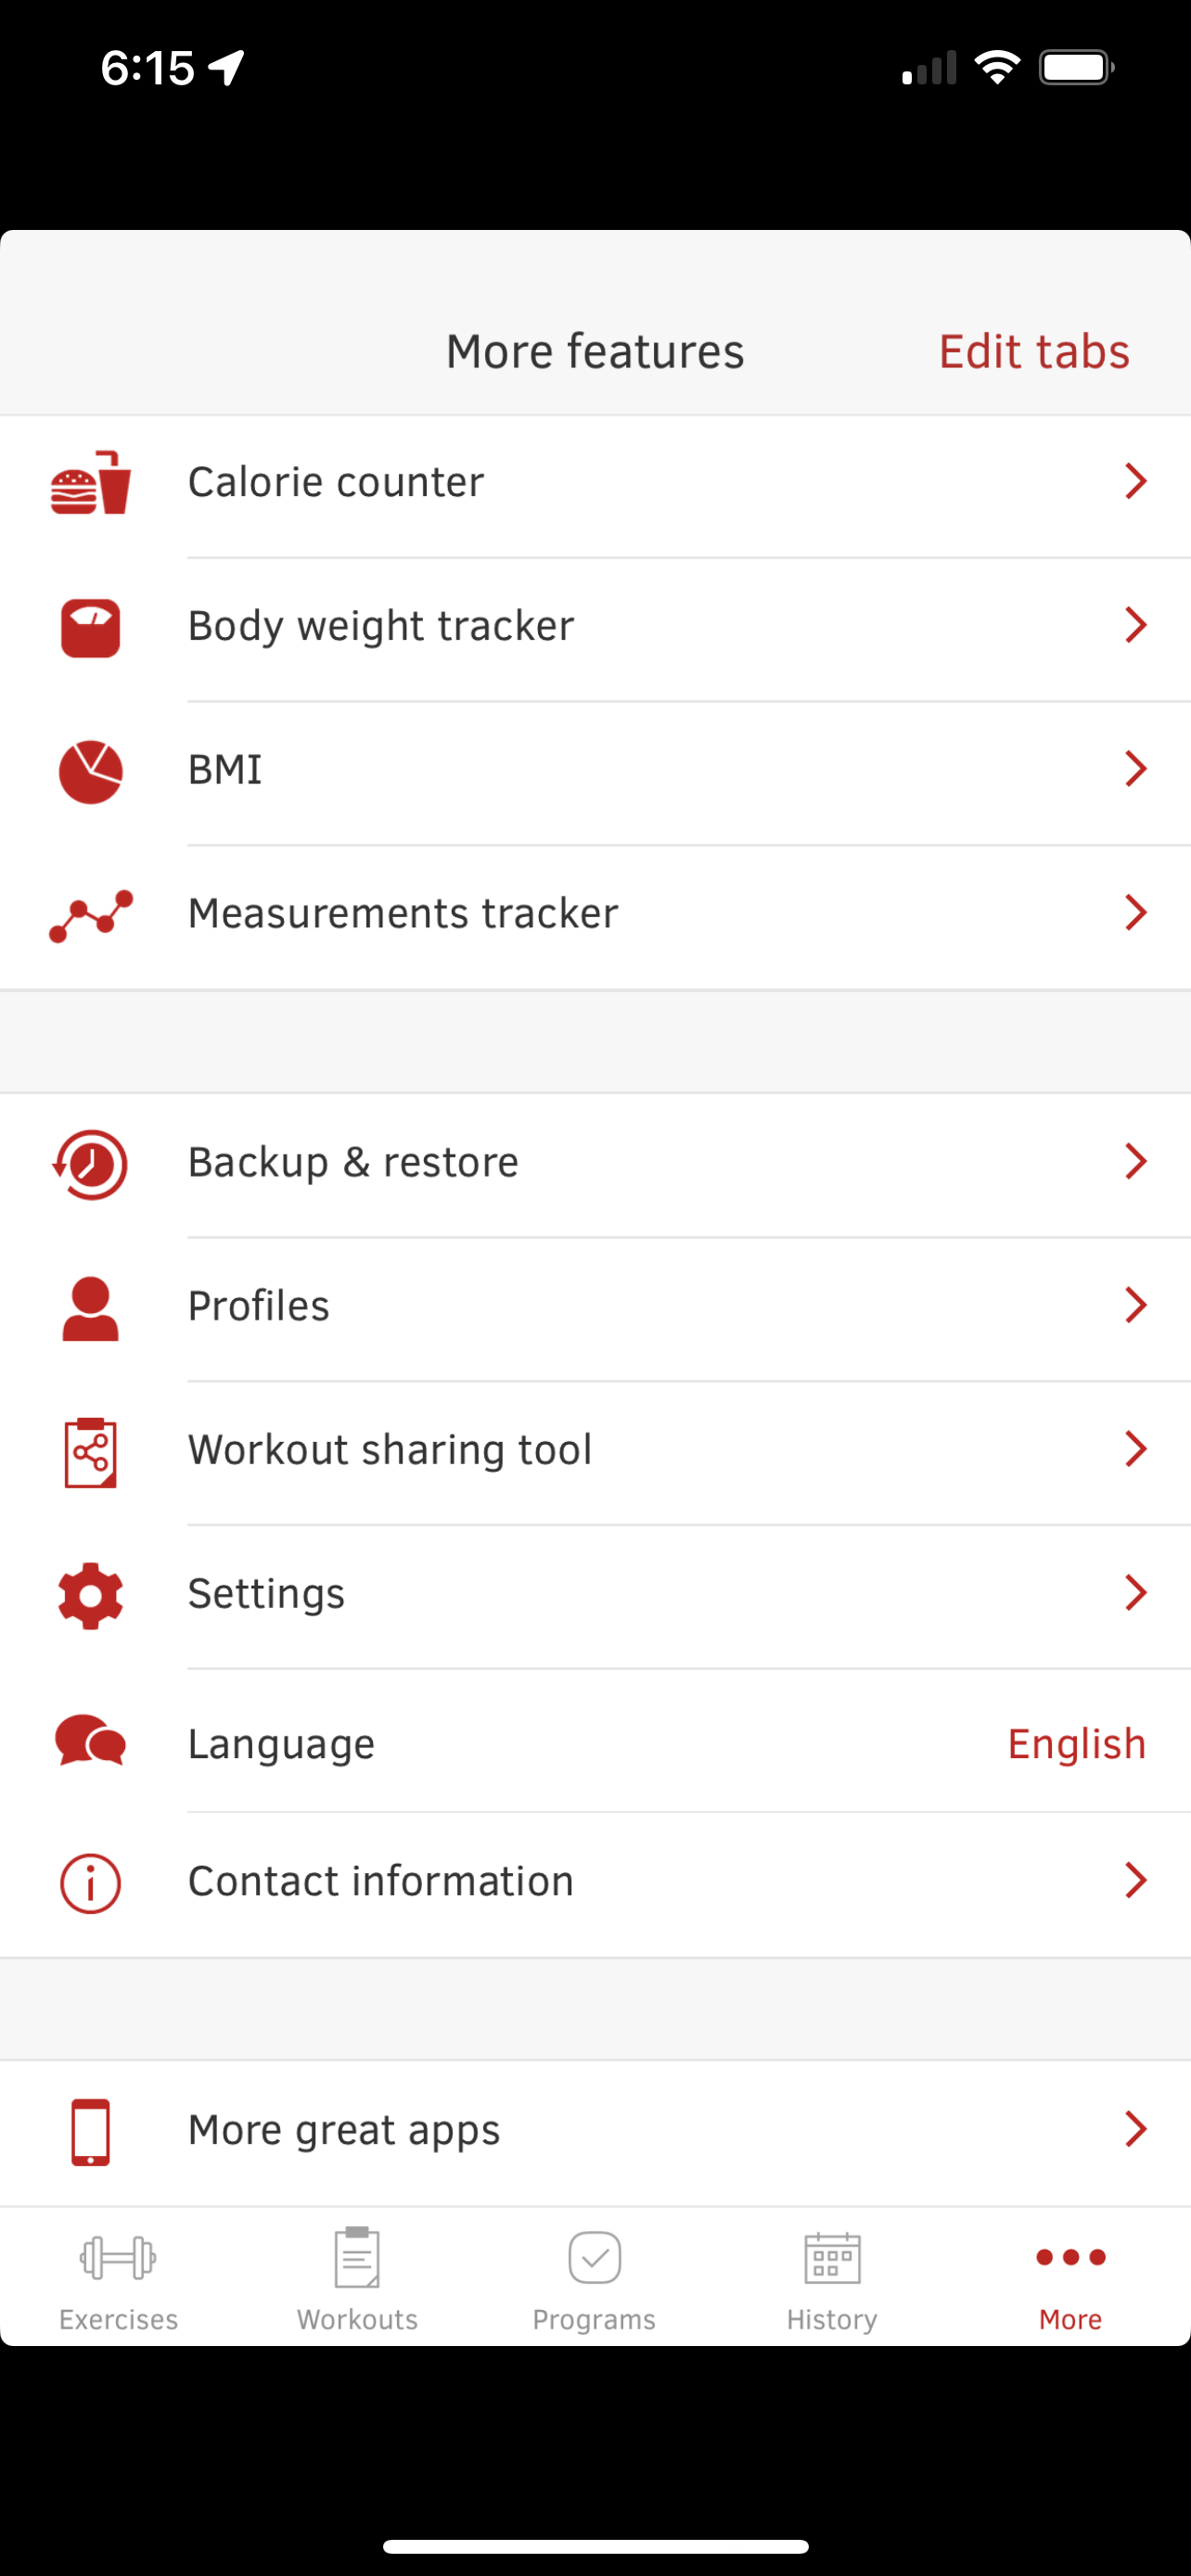 6:15
More features
Edit tabs
Calorie counter
Body weight tracker
BMI
Measurements tracker
Backup & restore
Profiles
Workout sharing tool
Settings
Language English
Contact information
More great apps
Exercises Workouts Programs History More